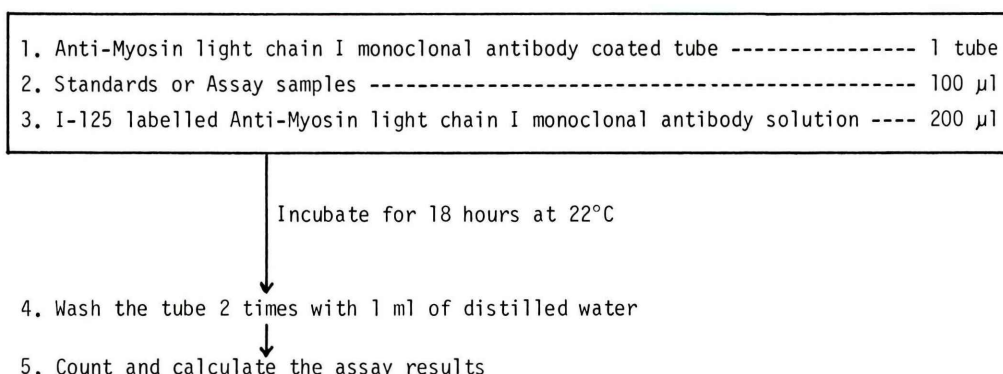 1. Anti-Myosin light chain I monoclonal antibody coated tube ---------------- 1 tube
2. Standards or Assay samples ----------------------------------------------- 100 µl
3. I-125 labelled Anti-Myosin light chain I monoclonal antibody solution ---- 200 µl
Incubate for 18 hours at 22°C
4. Wash the tube 2 times with 1 ml of distilled water
5. Count and calculate the assay results